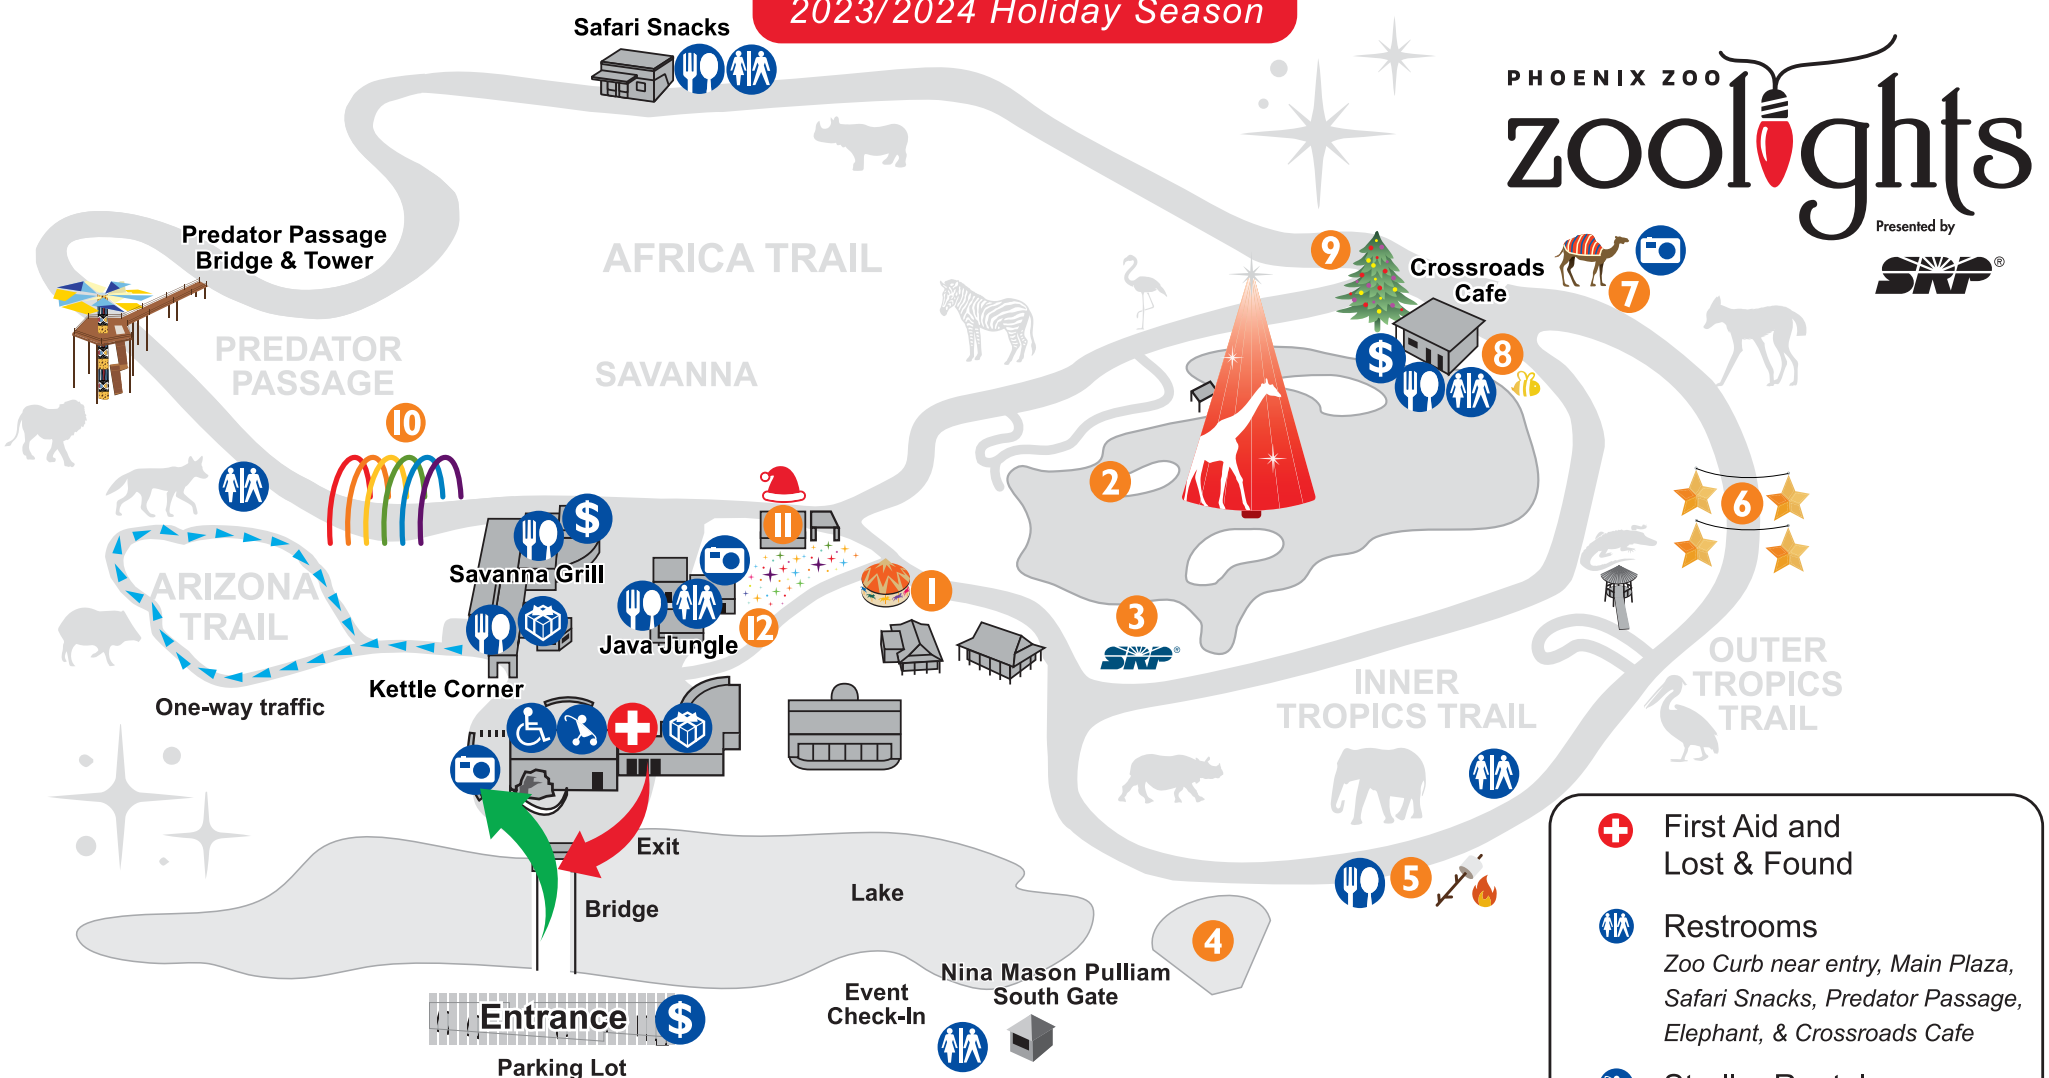 2023/2024 Holiday Season
Safari Snacks
PHOENIX ZOO
zoolights
Presented by
SRP®
Predator Passage
Bridge & Tower
AFRICA TRAIL
9
Crossroads
Cafe
7
PREDATOR
PASSAGE
SAVANNA
$
8
10
2
6
11
$
Savanna Grill
ARIZONA
TRAIL
1
3
SRP®
12
Java Jungle
Kettle Corner
One-way traffic
INNER
TROPICS TRAIL
OUTER
TROPICS
TRAIL
Exit
Bridge
Lake
5
4
Nina Mason Pulliam
South Gate
Event
Check-In
Entrance
$
Parking Lot
First Aid and
Lost & Found
Restrooms
Zoo Curb near entry, Main Plaza,
Safari Snacks, Predator Passage,
Elephant, & Crossroads Cafe